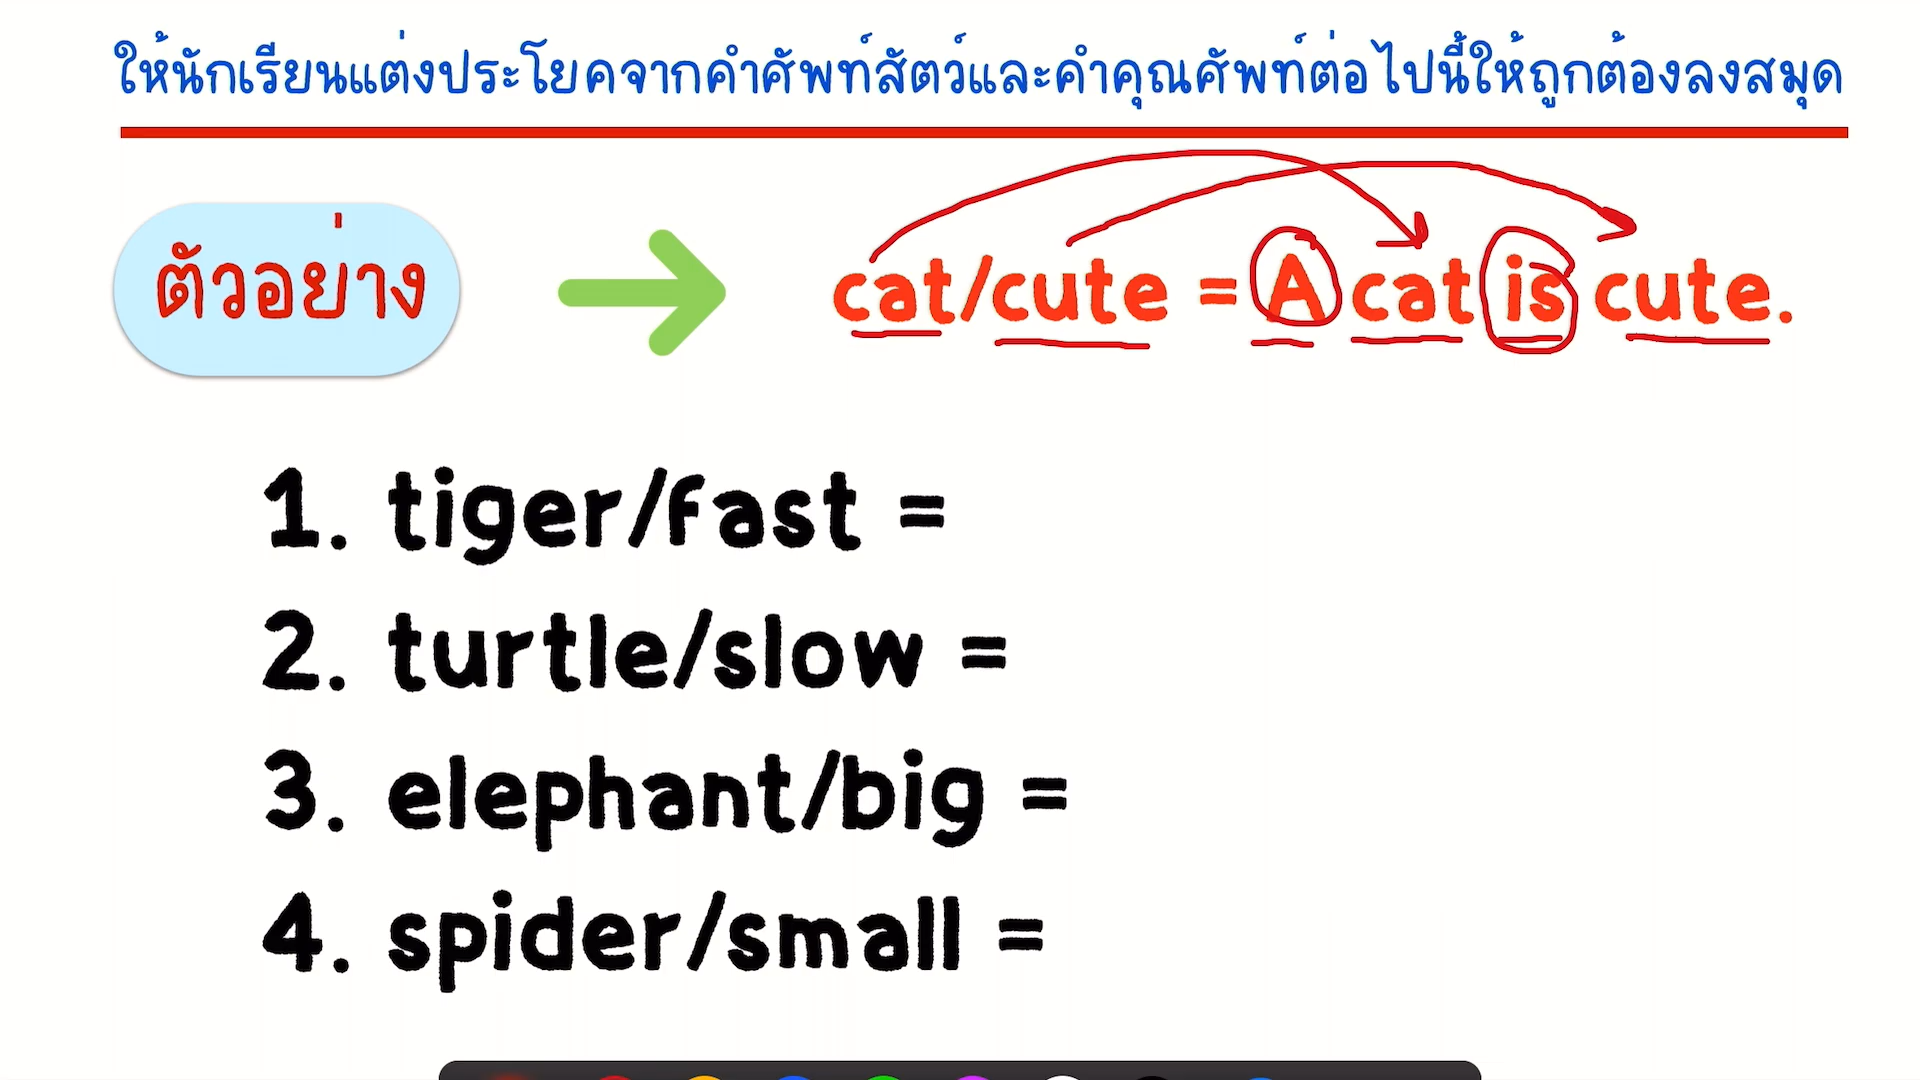 ให้นักเรียนแต่งประโยคจากคำศัพท์สัตว์และคำคุณศัพท์ต่อไปนี้ให้ถูกต้องลงสมุด
ตัวอย่าง cat/cute = A cat is cute.
1. tiger/fast =
2. turtle/slow =
3. elephant/big =
4. spider/small =